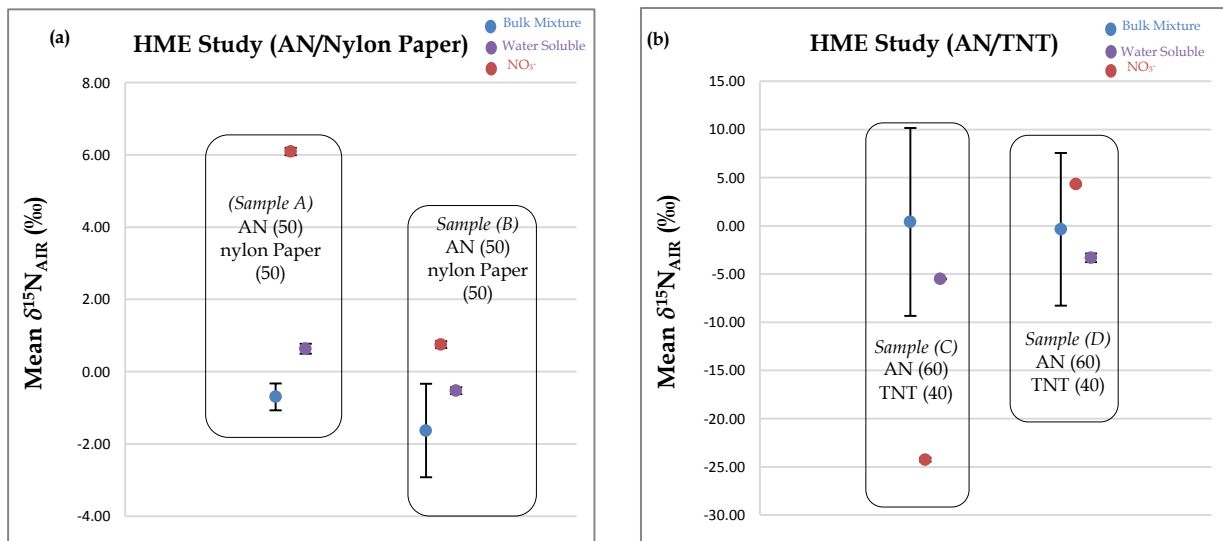 (a)
HME Study (AN/Nylon Paper)
Bulk Mixture
Water Soluble
NO₃⁻
Mean δ¹⁵N_AIR (‰)
8.00
6.00
4.00
2.00
0.00
-2.00
-4.00
(Sample A)
AN (50)
nylon Paper
(50)
Sample (B)
AN (50)
nylon Paper
(50)
(b)
HME Study (AN/TNT)
Bulk Mixture
Water Soluble
NO₃⁻
Mean δ¹⁵N_AIR (‰)
15.00
10.00
5.00
0.00
-5.00
-10.00
-15.00
-20.00
-25.00
-30.00
Sample (C)
AN (60)
TNT (40)
Sample (D)
AN (60)
TNT (40)